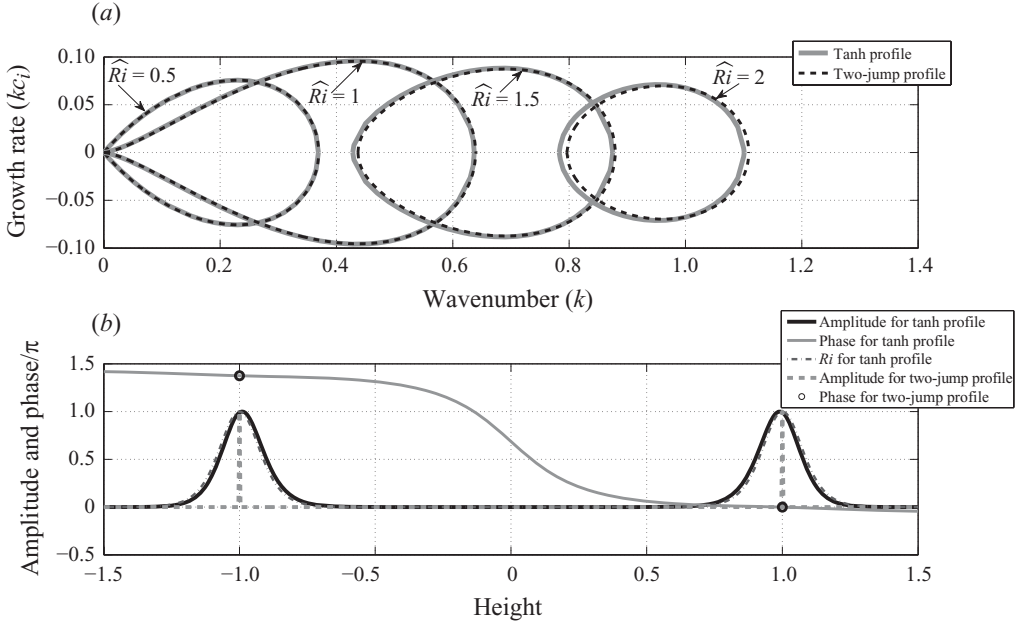 (a)
0.10
0.05
0
−0.05
−0.10
Growth rate (kc_i)
R̂i = 0.5
R̂i = 1
R̂i = 1.5
R̂i = 2
Tanh profile
Two-jump profile
0 0.2 0.4 0.6 0.8 1.0 1.2 1.4
Wavenumber (k)
(b)
1.5
1.0
0.5
0
−0.5
Amplitude and phase/π
Amplitude for tanh profile
Phase for tanh profile
Ri for tanh profile
Amplitude for two-jump profile
Phase for two-jump profile
−1.5 −1.0 −0.5 0 0.5 1.0 1.5
Height